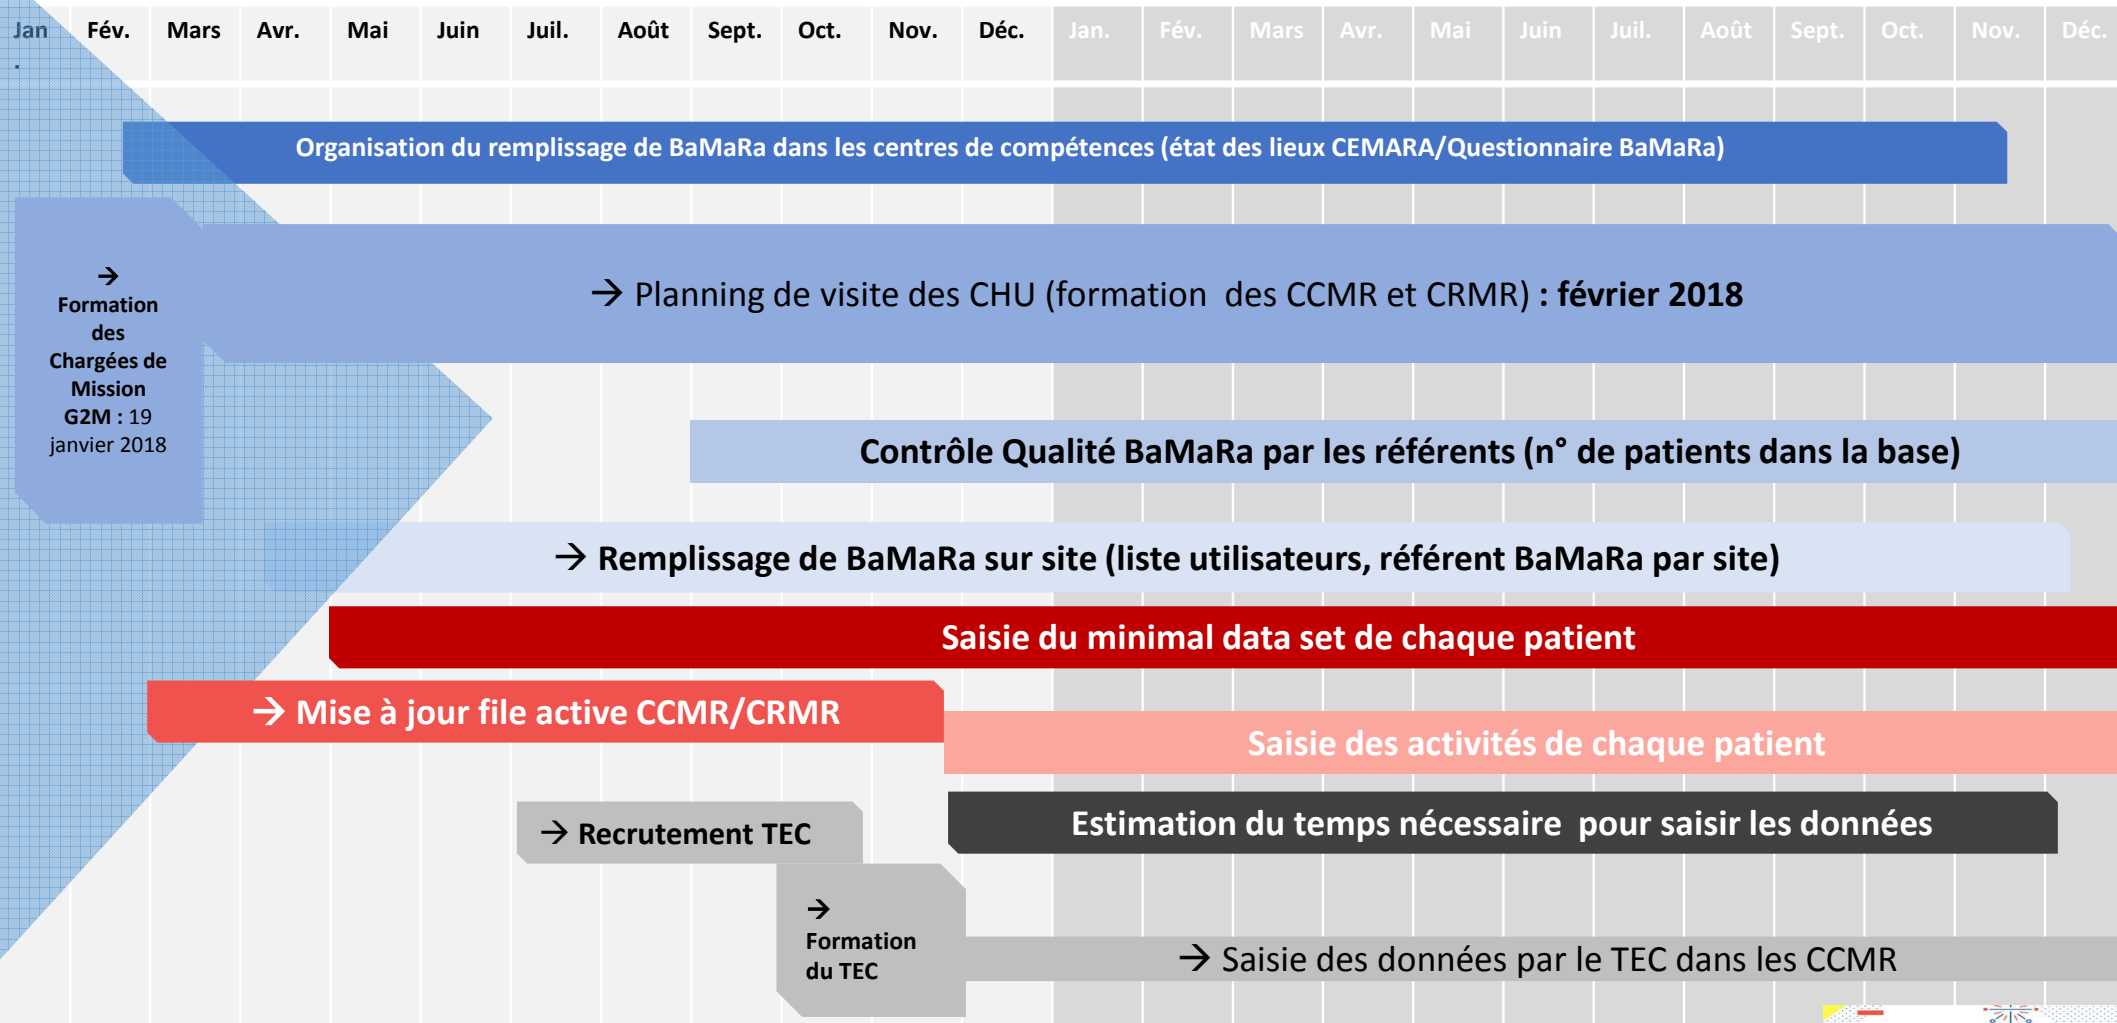 Jan Fév. Mars Avr. Mai Juin Juil. Août Sept. Oct. Nov. Déc. Jan. Fév. Mars Avr. Mai Juin Juil. Août Sept. Oct. Nov. Déc.
.
Organisation du remplissage de BaMaRa dans les centres de compétences (état des lieux CEMARA/Questionnaire BaMaRa)
→
Formation
des
Chargées de
Mission
G2M : 19
janvier 2018
→ Planning de visite des CHU (formation des CCMR et CRMR) : février 2018
Contrôle Qualité BaMaRa par les référents (n° de patients dans la base)
→ Remplissage de BaMaRa sur site (liste utilisateurs, référent BaMaRa par site)
Saisie du minimal data set de chaque patient
→ Mise à jour file active CCMR/CRMR
Saisie des activités de chaque patient
→ Recrutement TEC
Estimation du temps nécessaire pour saisir les données
→
Formation
du TEC
→ Saisie des données par le TEC dans les CCMR